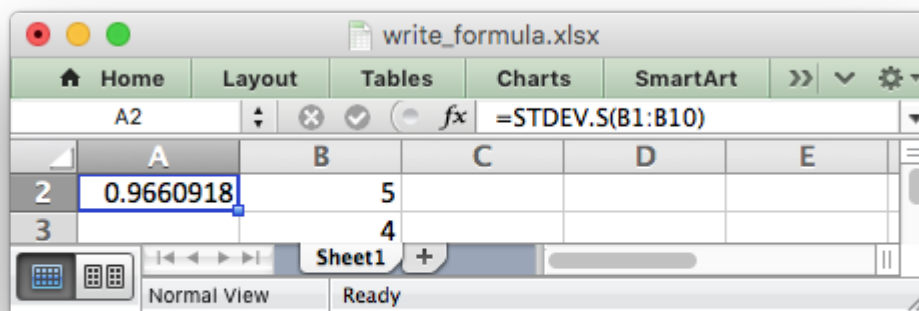 write_formula.xlsx
Home Layout Tables Charts SmartArt
A2 fx =STDEV.S(B1:B10)
A B C D E
2 0.9660918 5
3 4
Sheet1 +
Normal View Ready